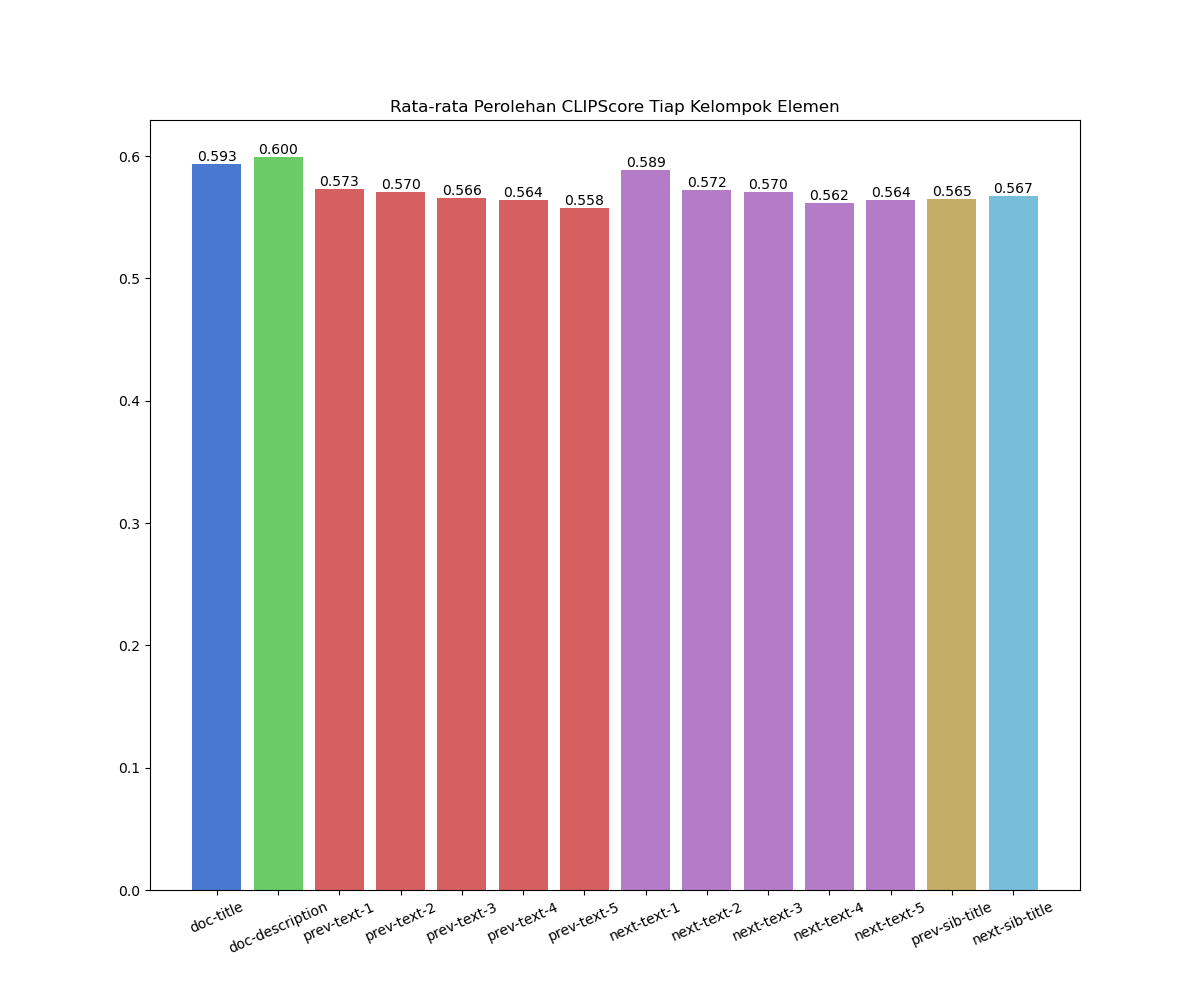 Rata-rata Perolehan CLIPScore Tiap Kelompok Elemen
0.6
0.5
0.4
0.3
0.2
0.1
0.0
0.593
0.600
0.573
0.570
0.566
0.564
0.558
0.589
0.572
0.570
0.562
0.564
0.565
0.567
doc-title
doc-description
prev-text-1
prev-text-2
prev-text-3
prev-text-4
prev-text-5
next-text-1
next-text-2
next-text-3
next-text-4
next-text-5
prev-sib-title
next-sib-title